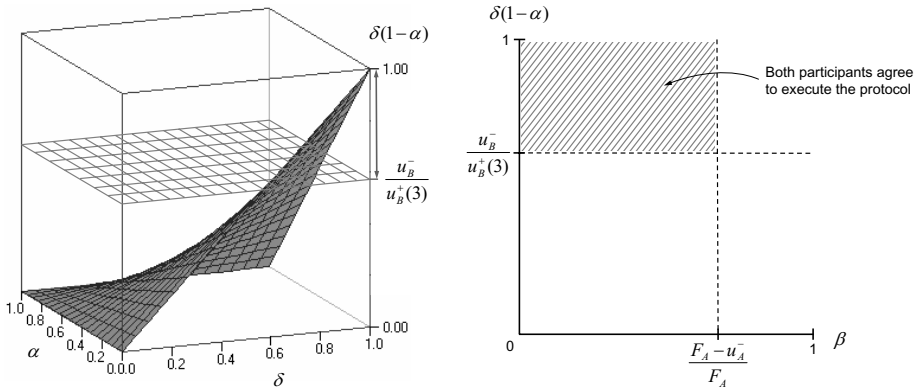 δ(1−α)
1.00
u_B^-
u_B^+(3)
0.00
1.0
0.8
0.6
0.4
0.2
0.0.0
0.2
0.4
0.6
0.8
1.0
α
δ
δ(1−α)
1
Both participants agree
to execute the protocol
u_B^-
u_B^+(3)
0
F_A − u_A^-
F_A
1
β